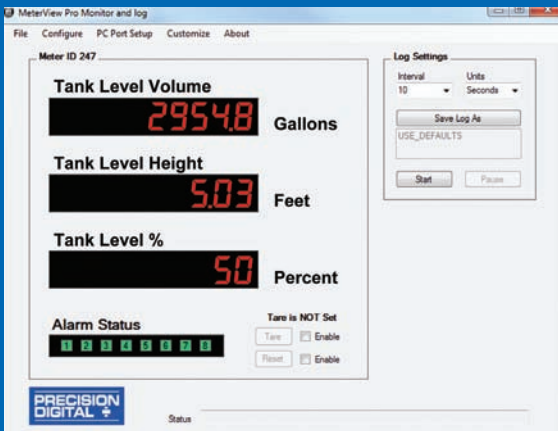 MeterView Pro Monitor and log
File Configure PC Port Setup Customize About
Meter ID 247
Tank Level Volume
2954.8 Gallons
Tank Level Height
5.03 Feet
Tank Level %
50 Percent
Alarm Status
1 2 3 4 5 6 7 8
Tare is NOT Set
Tare Enable
Reset Enable
Log Settings
Interval Units
10 Seconds
Save Log As
USE_DEFAULTS
Start Pause
PRECISION
DIGITAL
Status